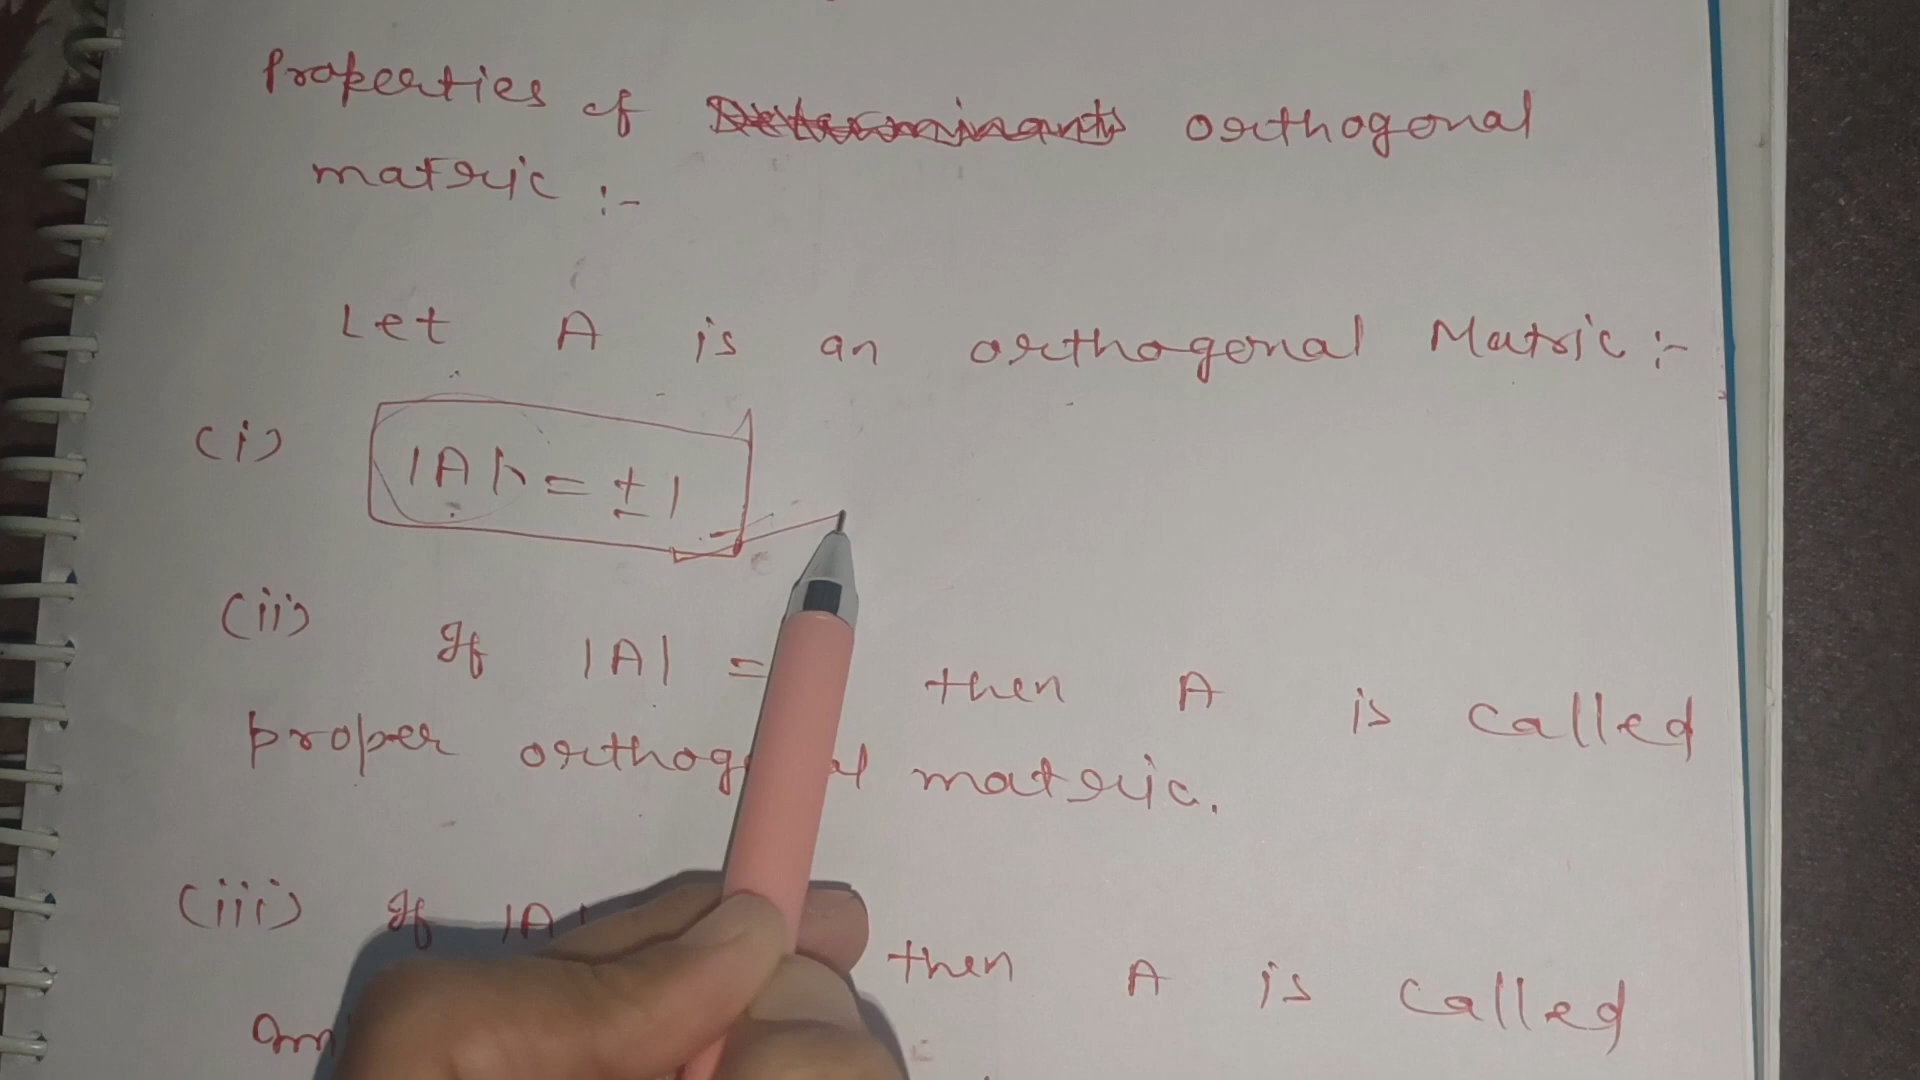 Properties of orthogonal
matric :-
Let A is an orthogonal Matric :-
(i) |A| = ±1
(ii) If |A| = then A is called
proper orthog al matric.
(iii) If |A| then A is called